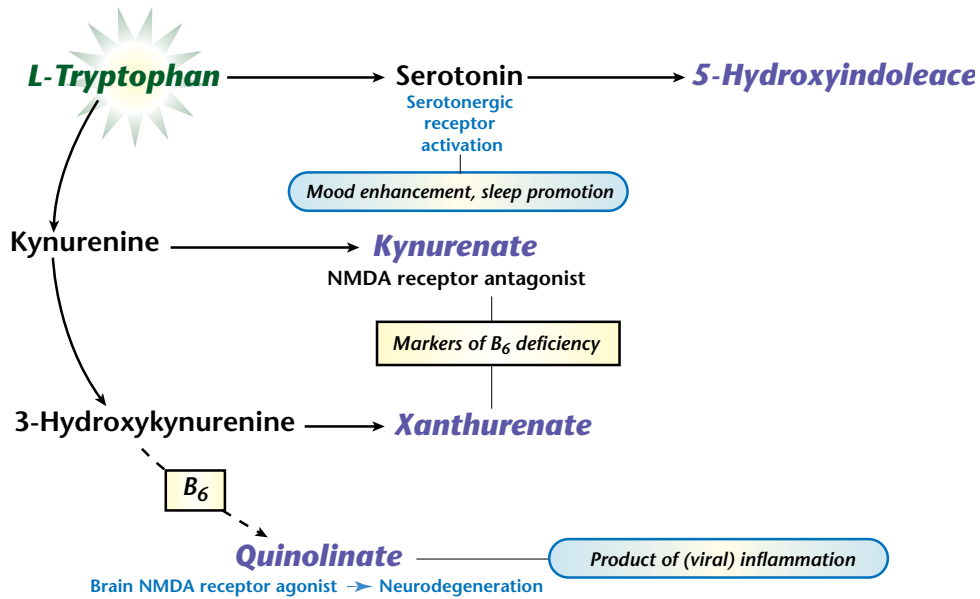 L-Tryptophan
Serotonin
5-Hydroxyindoleace
Serotonergic
receptor
activation
Mood enhancement, sleep promotion
Kynurenine
Kynurenate
NMDA receptor antagonist
Markers of B6 deficiency
3-Hydroxykynurenine
Xanthurenate
B6
Quinolinate
Product of (viral) inflammation
Brain NMDA receptor agonist → Neurodegeneration